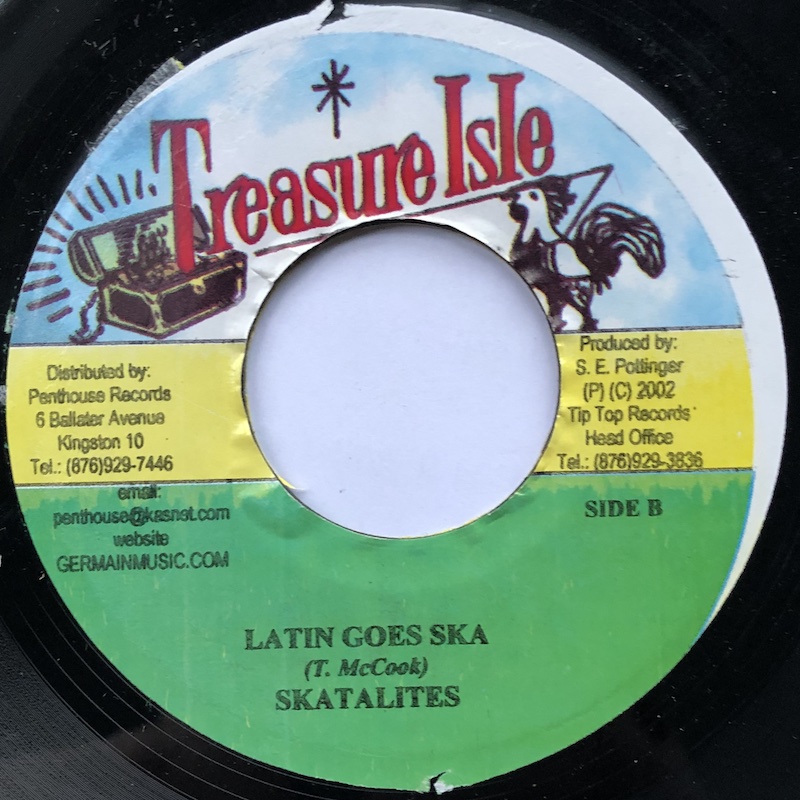 Treasure Isle
Distributed by:
Penthouse Records
6 Ballater Avenue
Kingston 10
Tel.: (876)929-7446
email:
penthouse@kasnet.com
website
GERMAINMUSIC.COM
Produced by:
S. E. Pottinger
(P) (C) 2002
Tip Top Records
Head Office
Tel.: (876)929-3836
SIDE B
LATIN GOES SKA
(T. McCook)
SKATALITES